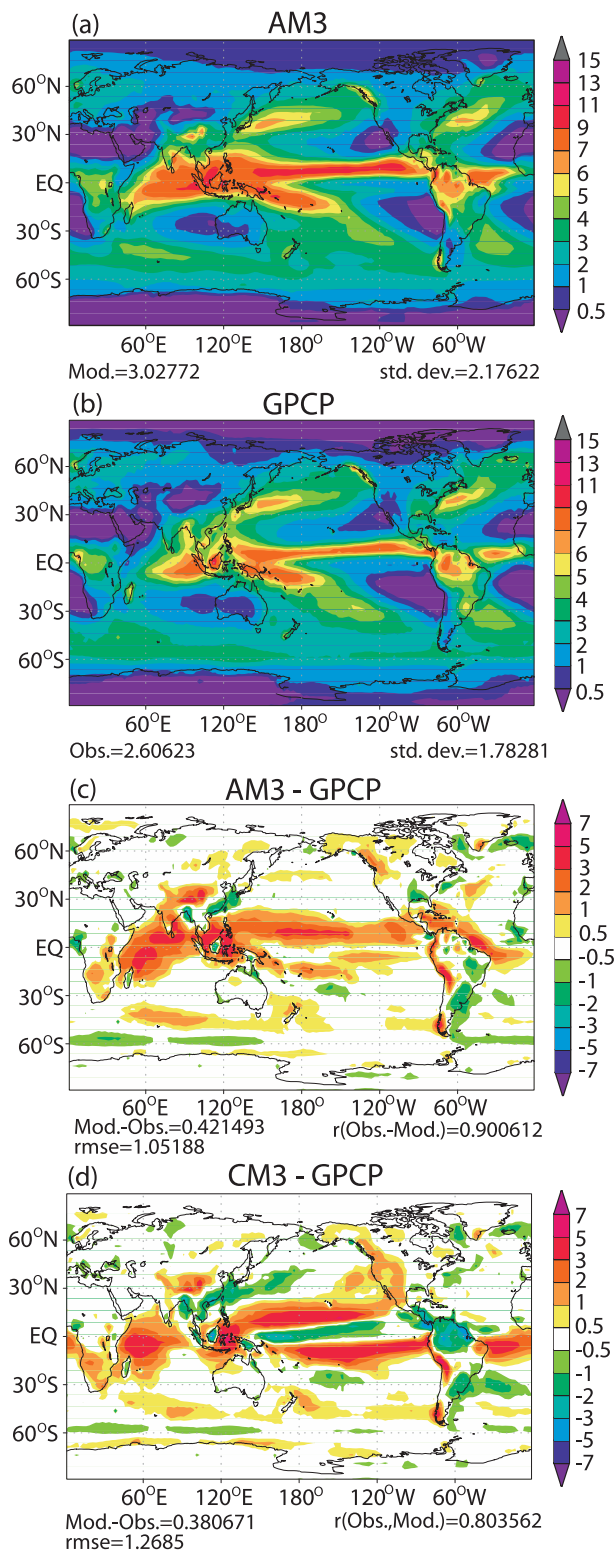 (a) AM3
60°N
30°N
EQ
30°S
60°S
60°E 120°E 180° 120°W 60°W
15
13
11
9
7
6
5
4
3
2
1
0.5
Mod.=3.02772 std. dev.=2.17622
(b) GPCP
60°N
30°N
EQ
30°S
60°S
60°E 120°E 180° 120°W 60°W
15
13
11
9
7
6
5
4
3
2
1
0.5
Obs.=2.60623 std. dev.=1.78281
(c) AM3 - GPCP
60°N
30°N
EQ
30°S
60°S
60°E 120°E 180° 120°W 60°W
7
5
3
2
1
0.5
-0.5
-1
-2
-3
-5
-7
Mod.-Obs.=0.421493 r(Obs.-Mod.)=0.900612
rmse=1.05188
(d) CM3 - GPCP
60°N
30°N
EQ
30°S
60°S
60°E 120°E 180° 120°W 60°W
7
5
3
2
1
0.5
-0.5
-1
-2
-3
-5
-7
Mod.-Obs.=0.380671 r(Obs.,Mod.)=0.803562
rmse=1.2685